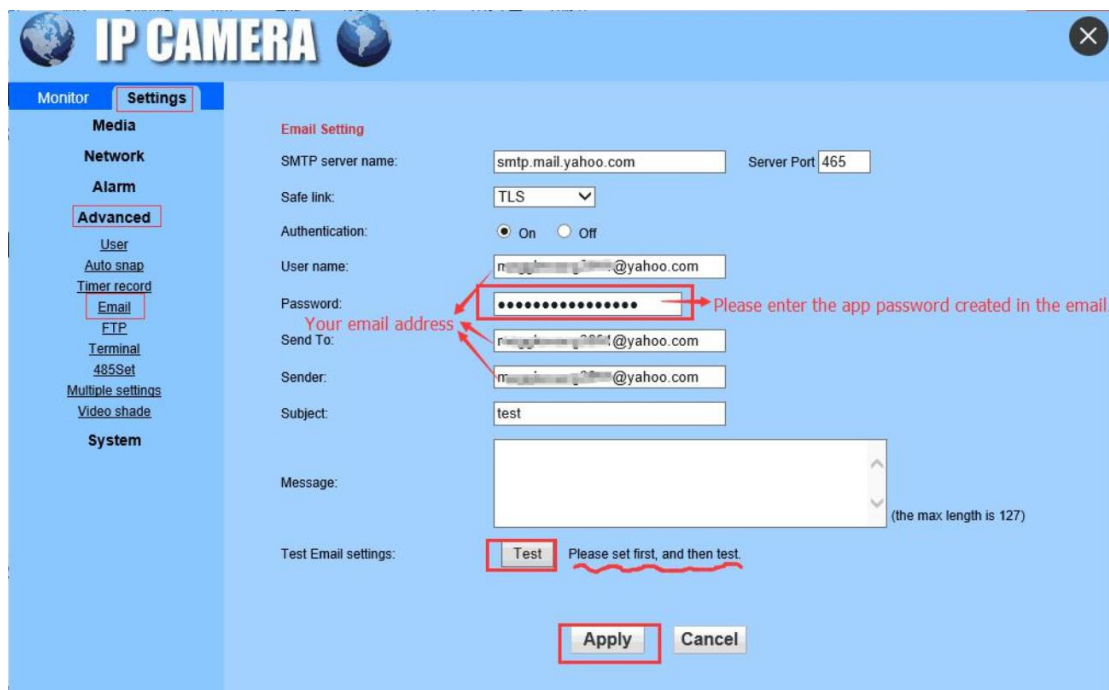 IP CAMERA
Monitor Settings
Media
Network
Alarm
Advanced
User
Auto snap
Timer record
Email
FTP
Terminal
485Set
Multiple settings
Video shade
System
Email Setting
SMTP server name: smtp.mail.yahoo.com Server Port 465
Safe link: TLS
Authentication: On Off
User name: @yahoo.com
Password: •••••••••••••••• Please enter the app password created in the email
Your email address
Send To: @yahoo.com
Sender: @yahoo.com
Subject: test
Message:
(the max length is 127)
Test Email settings: Test Please set first, and then test.
Apply Cancel